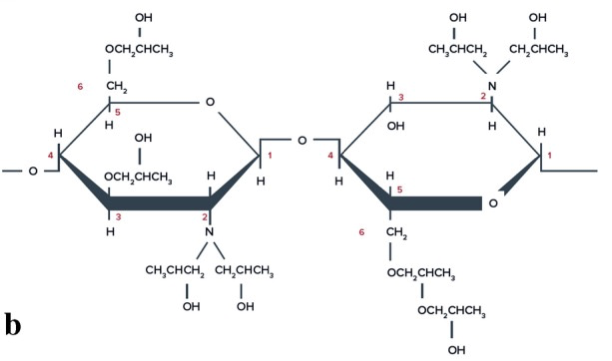 OH OH OH
OCH₂CHCH₃ CH₃CHCH₂ CH₂CHCH₃
6 CH₂ H N
5 O 3 2
H OH H
H OH H
4 1 O 4 1
O OCH₂CHCH₃ H H H H
3 2 5 O
H N 6 CH₂
CH₃CHCH₂ CH₂CHCH₃ OCH₂CHCH₃
OH OH OCH₂CHCH₃
b OH